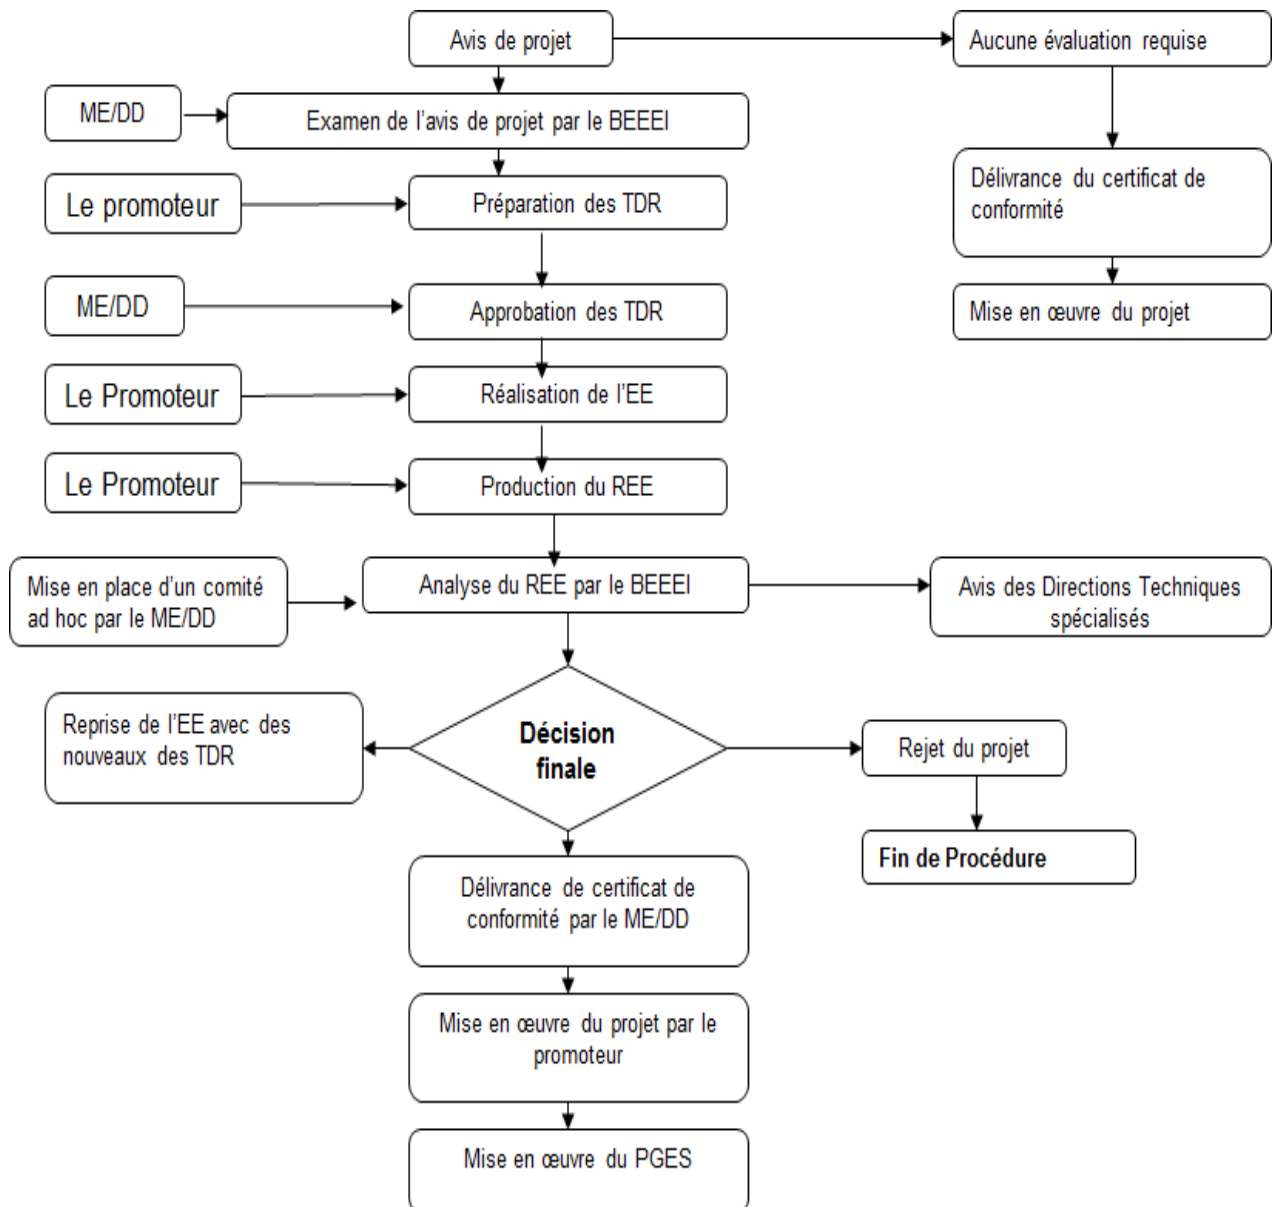 Avis de projet
Aucune évaluation requise
ME/DD
Examen de l'avis de projet par le BEEEI
Le promoteur
Préparation des TDR
Délivrance du certificat de
conformité
ME/DD
Approbation des TDR
Mise en œuvre du projet
Le Promoteur
Réalisation de l'EE
Le Promoteur
Production du REE
Mise en place d'un comité
ad hoc par le ME/DD
Analyse du REE par le BEEEI
Avis des Directions Techniques
spécialisés
Reprise de l'EE avec des
nouveaux des TDR
Décision
finale
Rejet du projet
Fin de Procédure
Délivrance de certificat de
conformité par le ME/DD
Mise en œuvre du projet par le
promoteur
Mise en œuvre du PGES